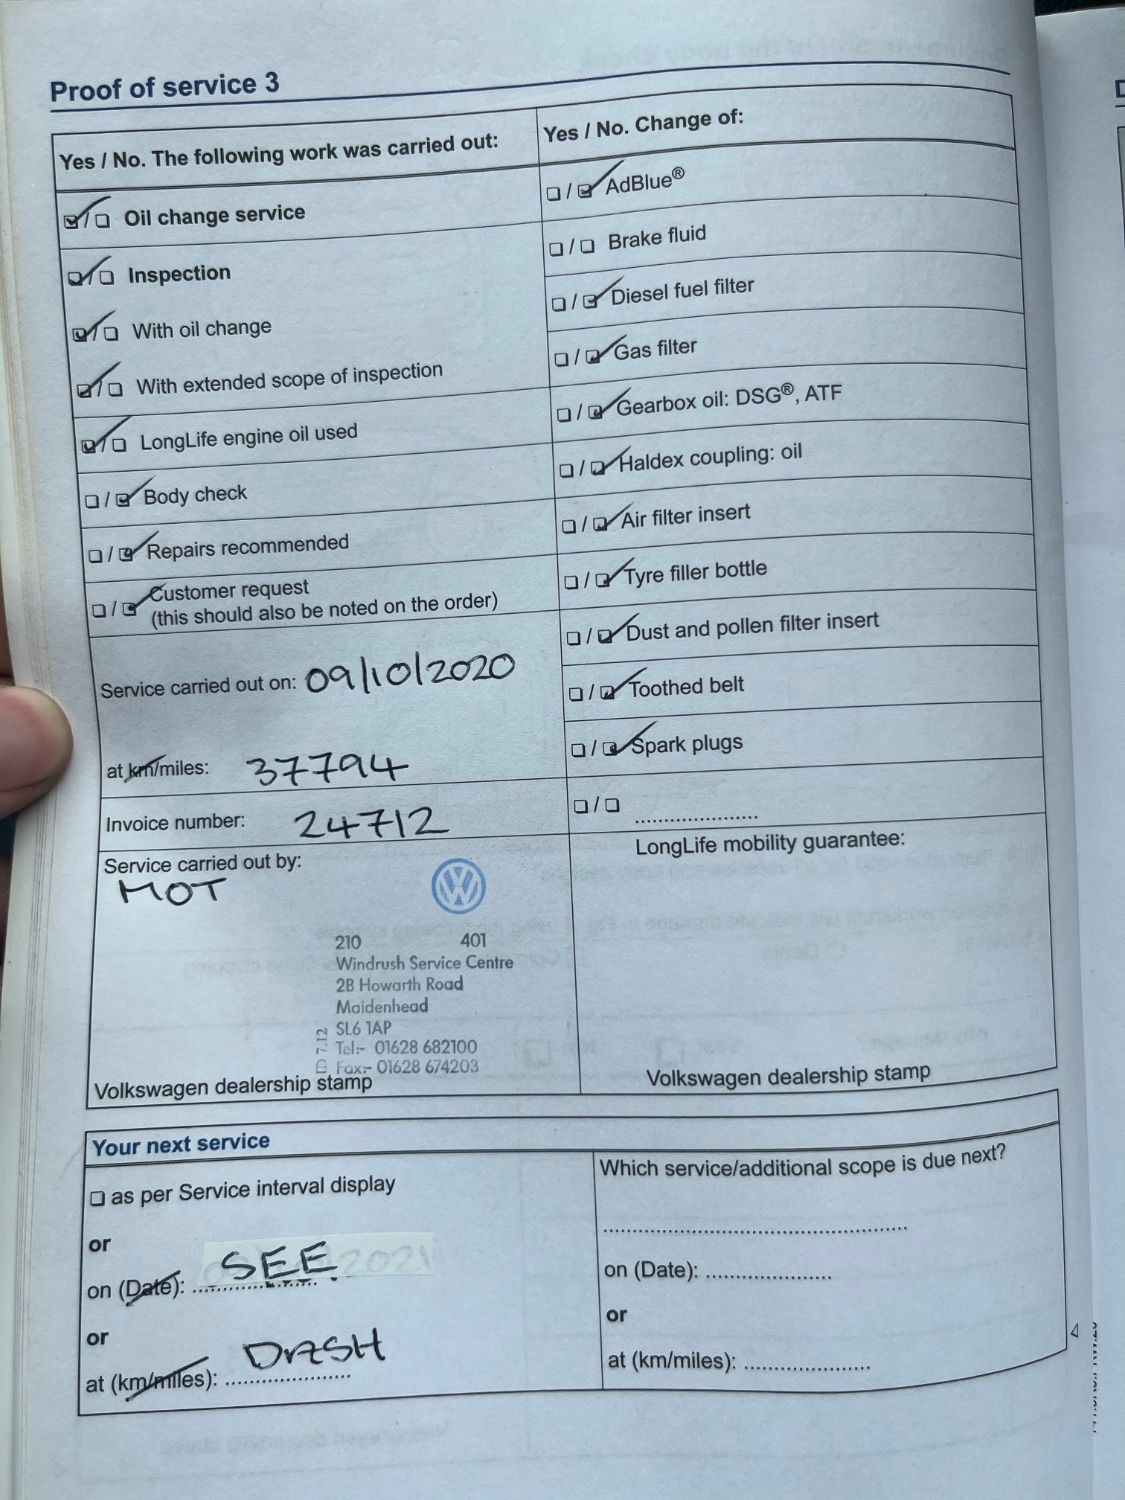 Proof of service 3
Yes / No. The following work was carried out:
Oil change service
Inspection
With oil change
With extended scope of inspection
LongLife engine oil used
Body check
Repairs recommended
Customer request
(this should also be noted on the order)
Service carried out on: 09/10/2020
at km/miles: 37794
Invoice number: 24712
Service carried out by:
MOT
210 401
Windrush Service Centre
2B Howarth Road
Maidenhead
SL6 1AP
Tel:- 01628 682100
Fax:- 01628 674203
7.12
Volkswagen dealership stamp
Yes / No. Change of:
AdBlue®
Brake fluid
Diesel fuel filter
Gas filter
Gearbox oil: DSG®, ATF
Haldex coupling: oil
Air filter insert
Tyre filler bottle
Dust and pollen filter insert
Toothed belt
Spark plugs
LongLife mobility guarantee:
Volkswagen dealership stamp
Your next service
as per Service interval display
or
on (Date): SEE 2021
or
at (km/miles): DASH
Which service/additional scope is due next?
on (Date):
or
at (km/miles):